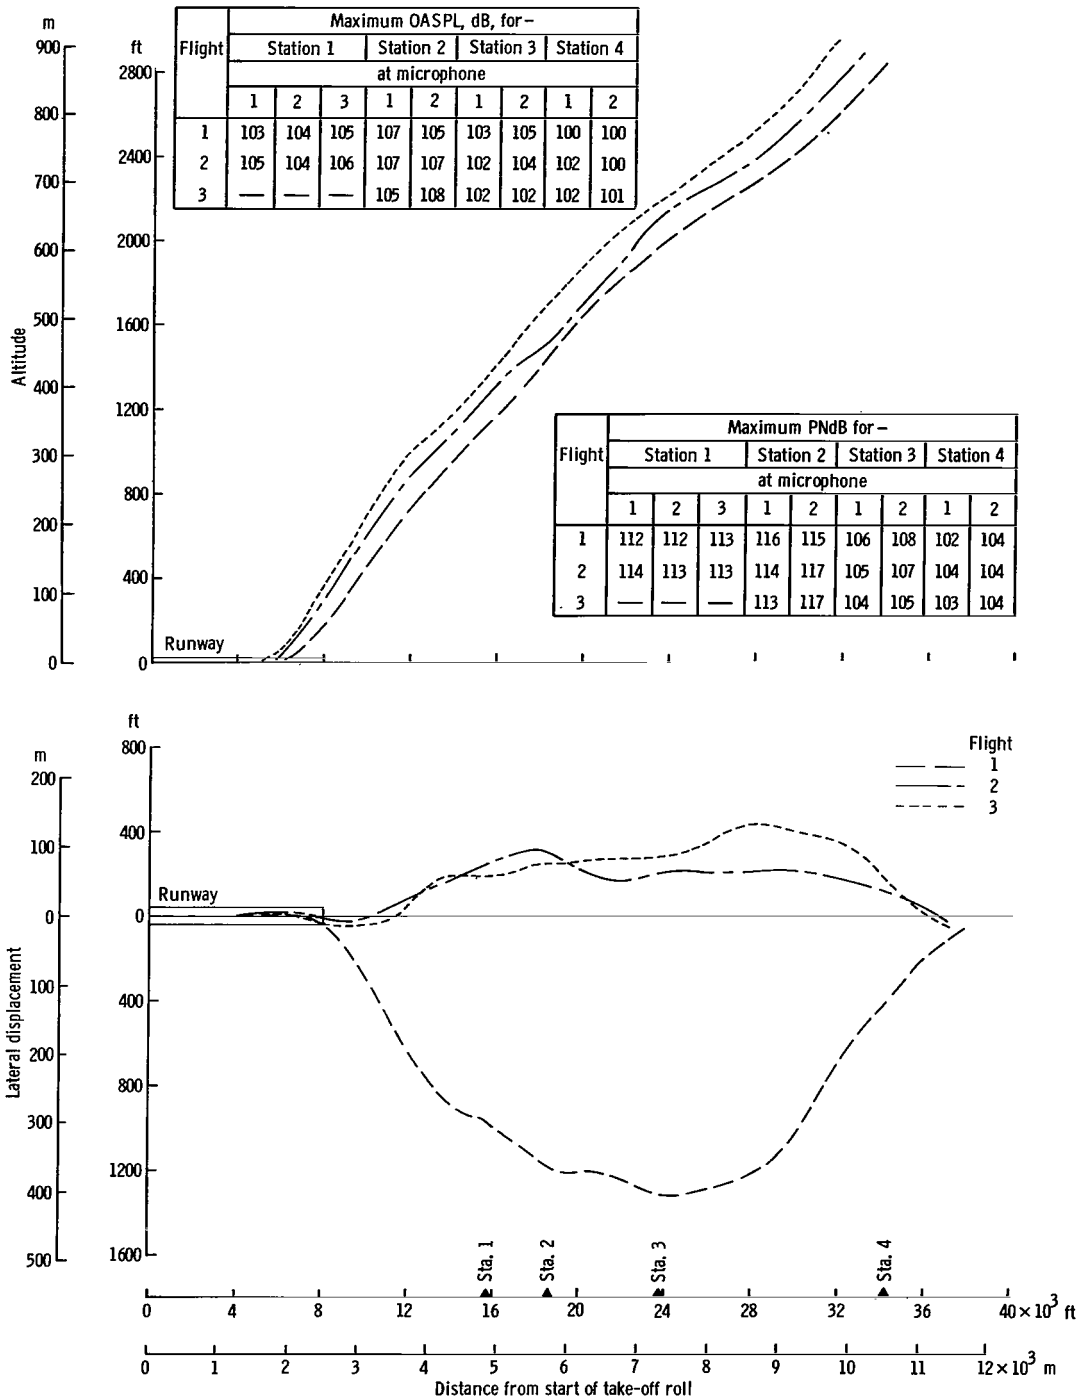 Maximum OASPL, dB, for–
Flight Station 1 Station 2 Station 3 Station 4
at microphone
1 2 3 1 2 1 2 1 2
1 103 104 105 107 105 103 105 100 100
2 105 104 106 107 107 102 104 102 100
3 — — — 105 108 102 102 102 101
m
900
800
700
600
500
400
300
200
100
0
Altitude
ft
2800
2400
2000
1600
1200
800
400
0
Runway
Maximum PNdB for–
Flight Station 1 Station 2 Station 3 Station 4
at microphone
1 2 3 1 2 1 2 1 2
1 112 112 113 116 115 106 108 102 104
2 114 113 113 114 117 105 107 104 104
3 — — — 113 117 104 105 103 104
m
200
100
0
100
200
300
400
500
Lateral displacement
ft
800
400
0
400
800
1200
1600
Runway
Flight
1
2
3
Sta. 1
Sta. 2
Sta. 3
Sta. 4
0 4 8 12 16 20 24 28 32 36 40 × 10³ ft
0 1 2 3 4 5 6 7 8 9 10 11 12 × 10³ m
Distance from start of take-off roll